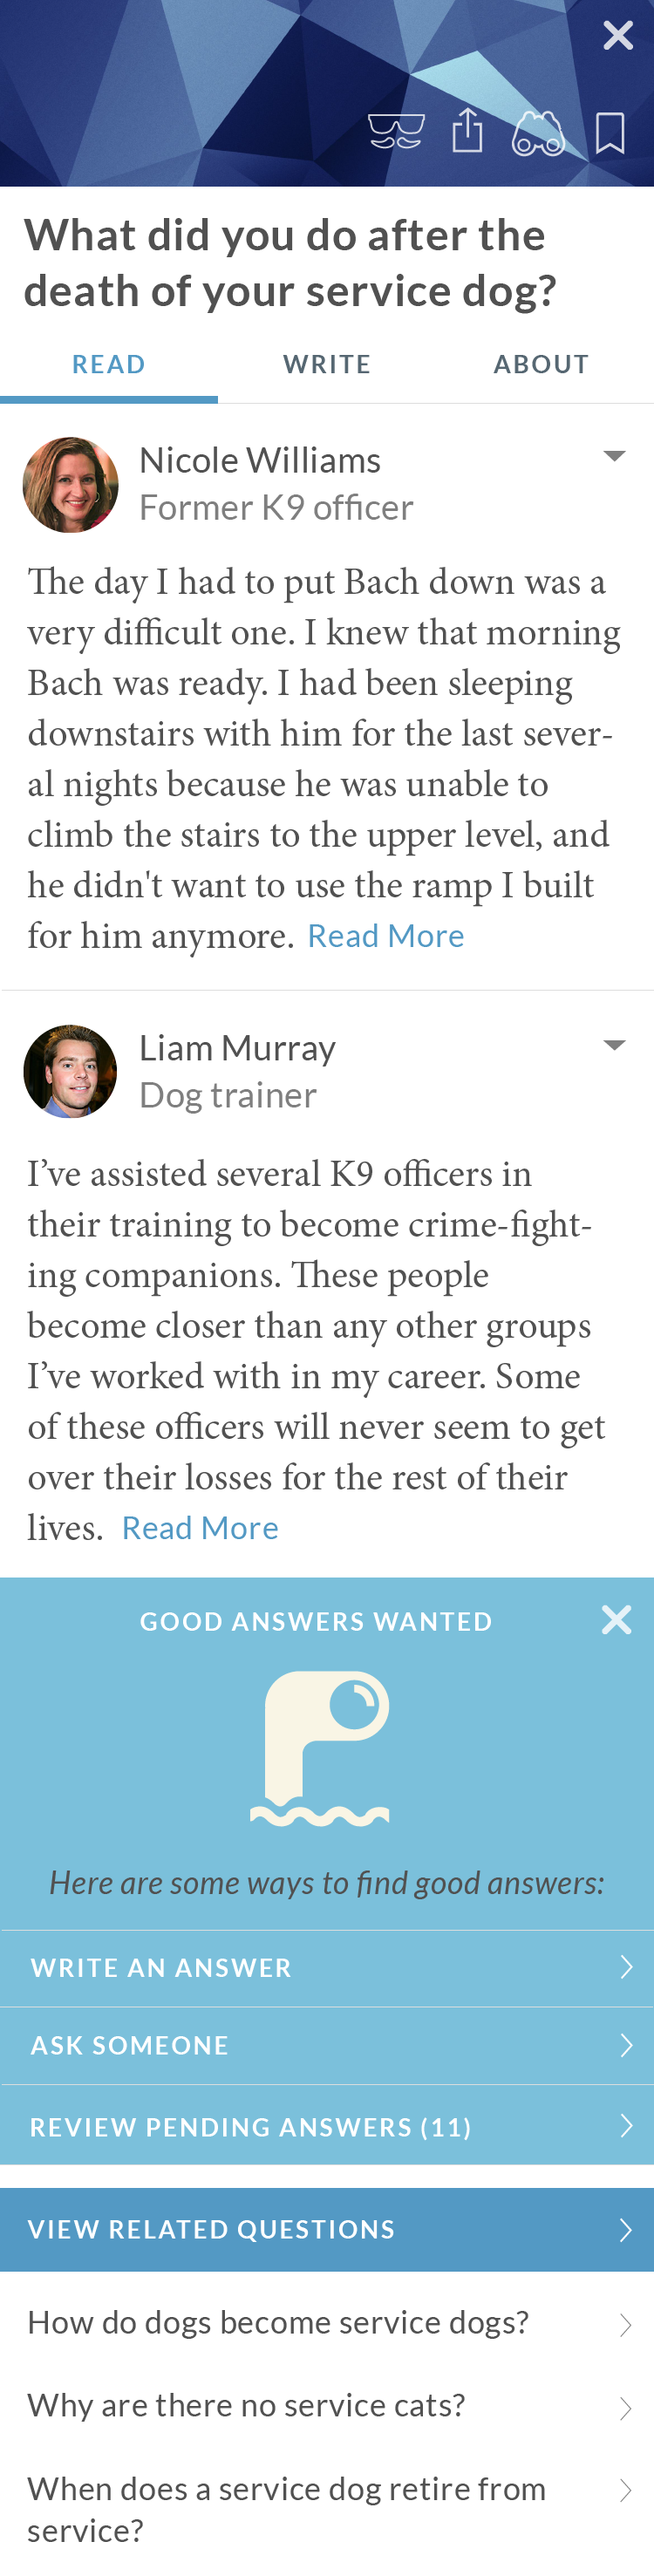 What did you do after the
death of your service dog?
READ WRITE ABOUT
Nicole Williams
Former K9 officer
The day I had to put Bach down was a
very difficult one. I knew that morning
Bach was ready. I had been sleeping
downstairs with him for the last sever-
al nights because he was unable to
climb the stairs to the upper level, and
he didn't want to use the ramp I built
for him anymore. Read More
Liam Murray
Dog trainer
I’ve assisted several K9 officers in
their training to become crime-fight-
ing companions. These people
become closer than any other groups
I’ve worked with in my career. Some
of these officers will never seem to get
over their losses for the rest of their
lives. Read More
GOOD ANSWERS WANTED
Here are some ways to find good answers:
WRITE AN ANSWER
ASK SOMEONE
REVIEW PENDING ANSWERS (11)
VIEW RELATED QUESTIONS
How do dogs become service dogs?
Why are there no service cats?
When does a service dog retire from
service?